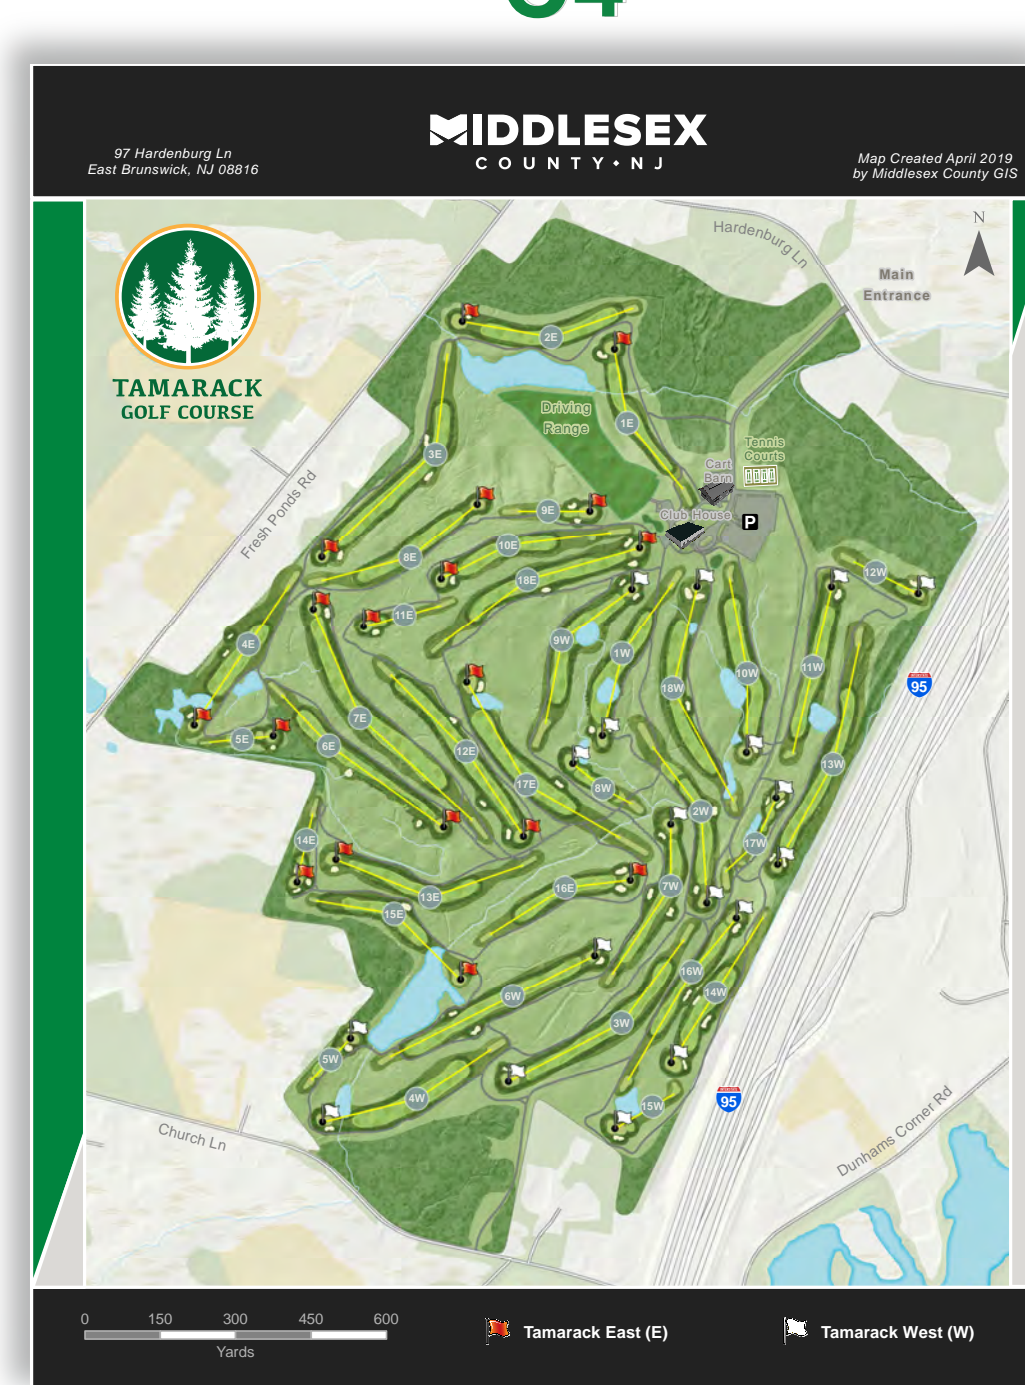 97 Hardenburg Ln
East Brunswick, NJ 08816
MIDDLESEX
COUNTY • NJ
Map Created April 2019
by Middlesex County GIS
TAMARACK
GOLF COURSE
Hardenburg Ln
N
Main
Entrance
2E
1E
Driving
Range
3E
Tennis
Courts
Cart
Barn
Club House
P
Fresh Ponds Rd
9E
10E
8E
18E
11E
12W
4E
9W
1W
11W
10W
18W
95
7E
5E
6E
12E
13W
17E
8W
2W
14E
17W
16E
7W
13E
15E
16W
14W
6W
3W
5W
4W
15W
95
Church Ln
Dunhams Corner Rd
0 150 300 450 600
Yards
Tamarack East (E)
Tamarack West (W)